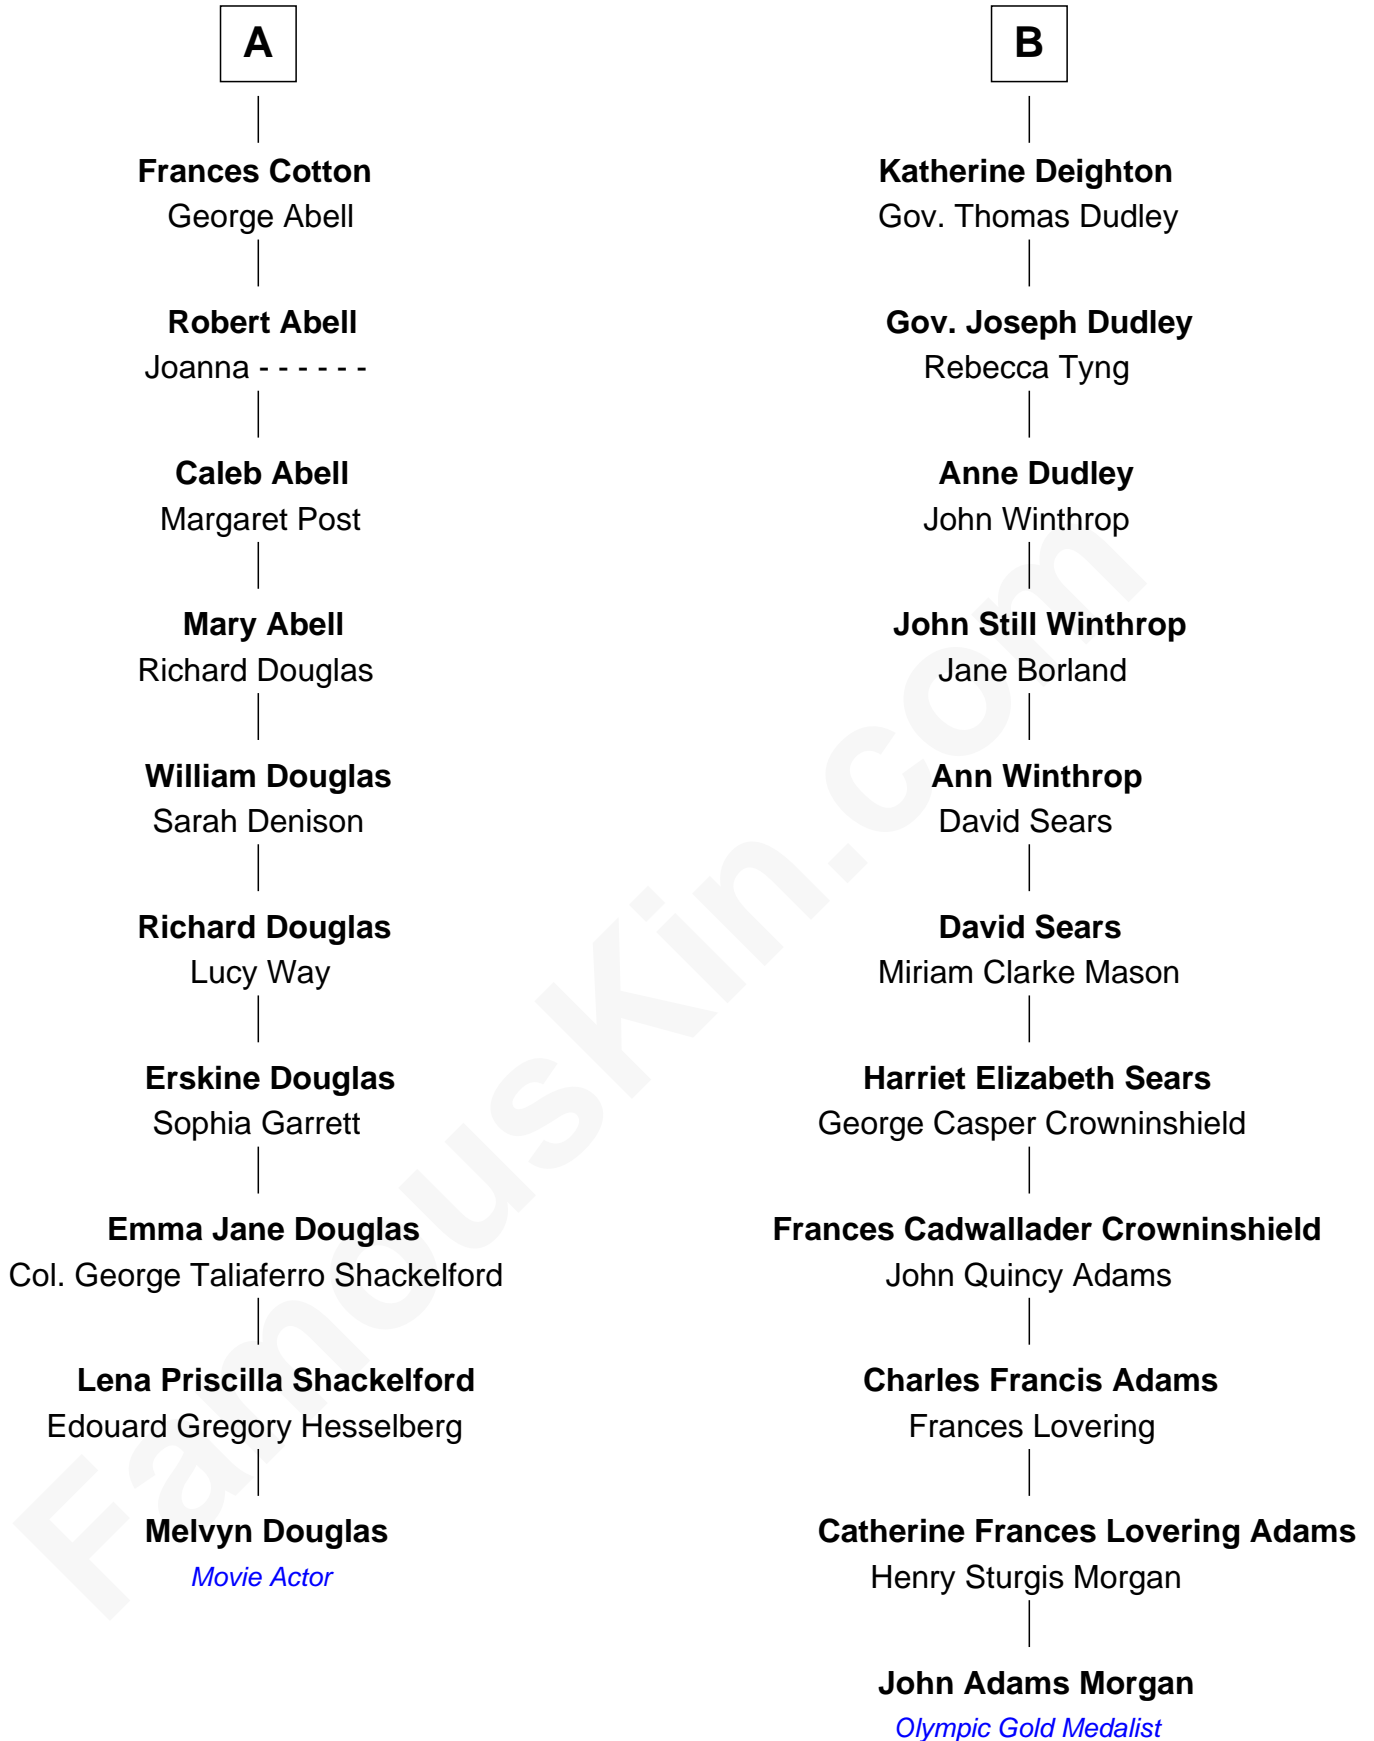 A
Frances Cotton
George Abell
Robert Abell
Joanna - - - - - -
Caleb Abell
Margaret Post
Mary Abell
Richard Douglas
William Douglas
Sarah Denison
Richard Douglas
Lucy Way
Erskine Douglas
Sophia Garrett
Emma Jane Douglas
Col. George Taliaferro Shackelford
Lena Priscilla Shackelford
Edouard Gregory Hesselberg
Melvyn Douglas
Movie Actor
B
Katherine Deighton
Gov. Thomas Dudley
Gov. Joseph Dudley
Rebecca Tyng
Anne Dudley
John Winthrop
John Still Winthrop
Jane Borland
Ann Winthrop
David Sears
David Sears
Miriam Clarke Mason
Harriet Elizabeth Sears
George Casper Crowninshield
Frances Cadwallader Crowninshield
John Quincy Adams
Charles Francis Adams
Frances Lovering
Catherine Frances Lovering Adams
Henry Sturgis Morgan
John Adams Morgan
Olympic Gold Medalist
FamousKin.com